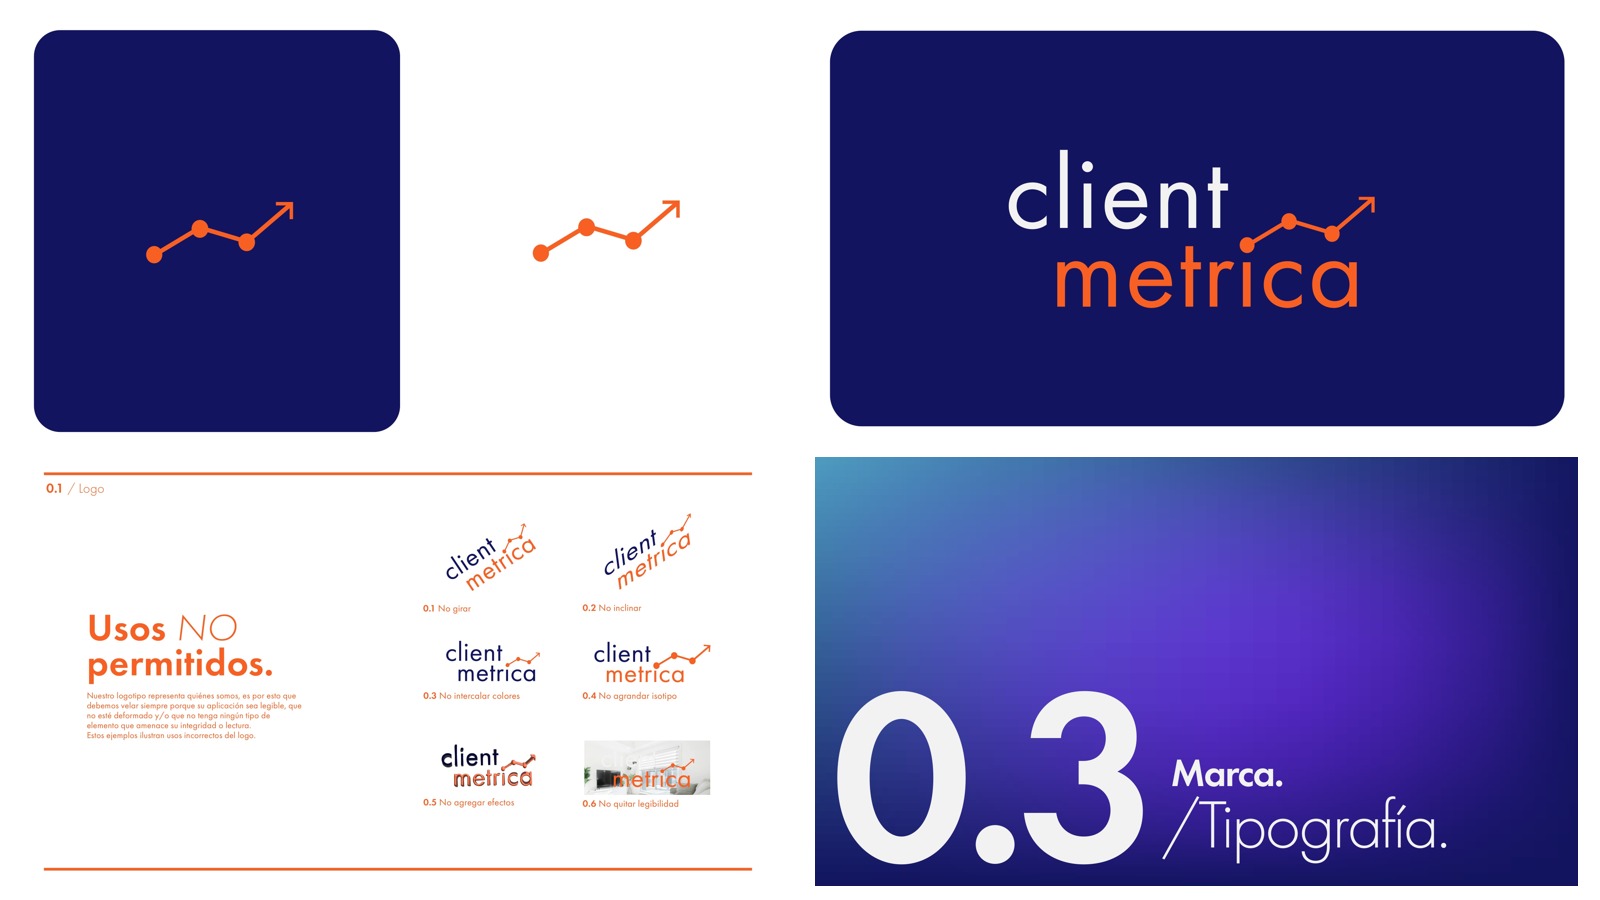 client
metrica
0.1 / Logo
Usos NO
permitidos.
Nuestro logotipo representa quiénes somos, es por esto que
debemos velar siempre porque su aplicación sea legible, que
no esté deformado y/o que no tenga ningún tipo de
elemento que amenace su integridad o lectura.
Estos ejemplos ilustran usos incorrectos del logo.
client
metrica
0.1 No girar
client
metrica
0.2 No inclinar
client
metrica
0.3 No intercalar colores
client
metrica
0.4 No agrandar isotipo
client
metrica
0.5 No agregar efectos
metrica
0.6 No quitar legibilidad
0.3
Marca.
/Tipografía.